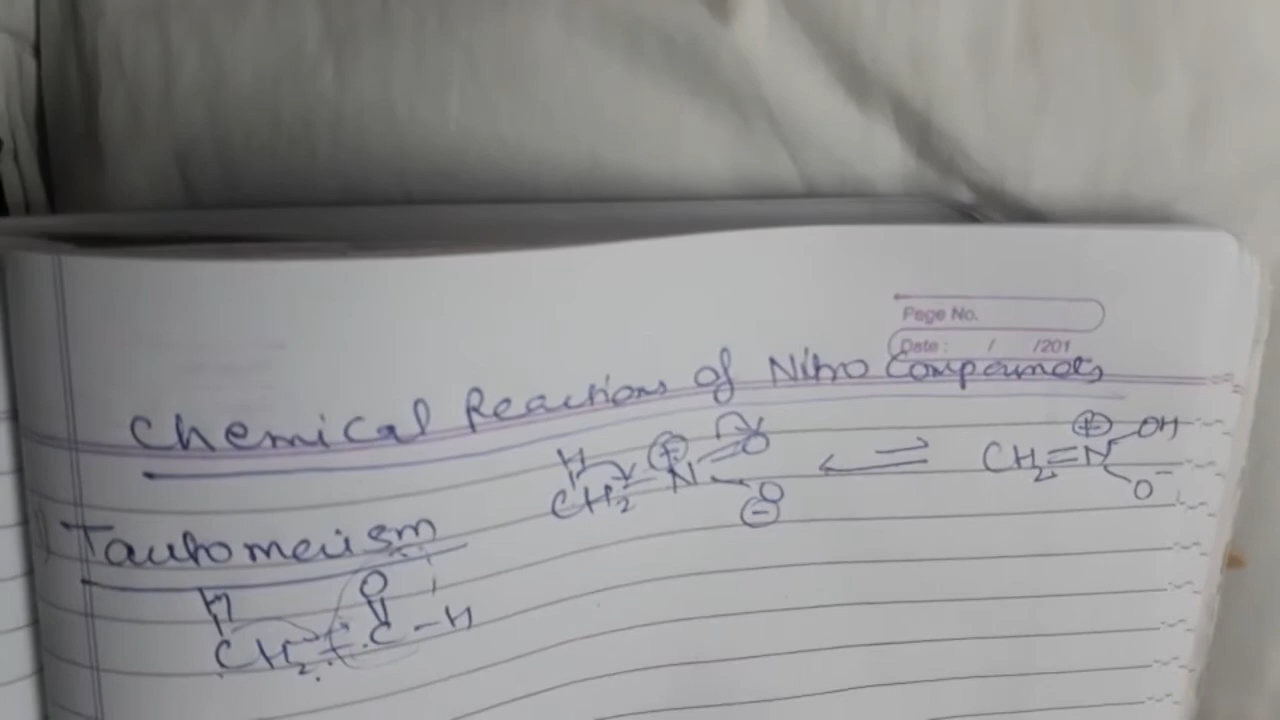 Page No.
Date : / /201
Chemical Reactions of Nitro Compounds
H ⊕ O ⇌ ⊕ OH
CH2 N CH2=N
O ⊖ O-
Tautomerism
H O
CH2 C-H